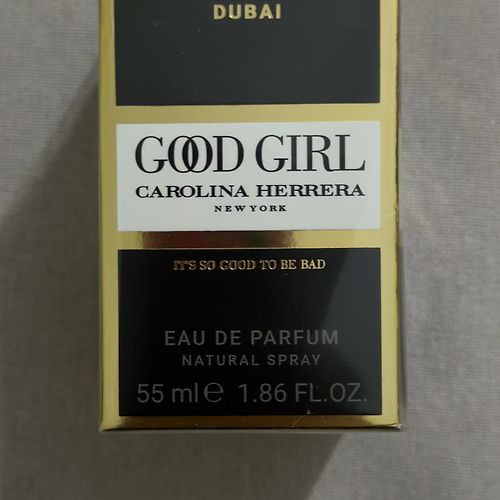 DUBAI
GOOD GIRL
CAROLINA HERRERA
NEW YORK
IT'S SO GOOD TO BE BAD
EAU DE PARFUM
NATURAL SPRAY
55 ml ℮ 1.86 FL.OZ.